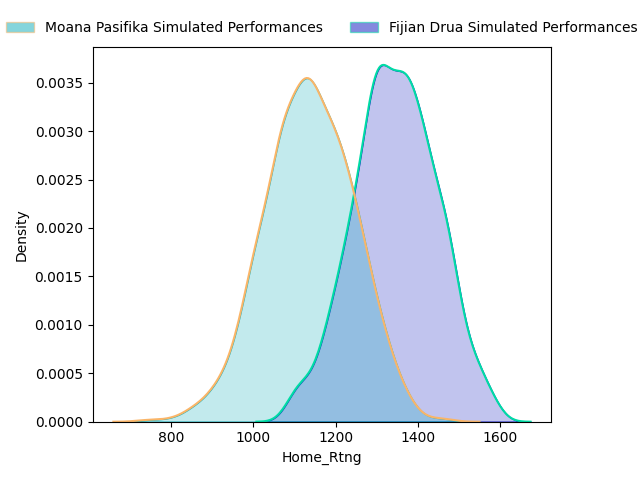 Moana Pasifika Simulated Performances Fijian Drua Simulated Performances
0.0035
0.0030
0.0025
0.0020
0.0015
0.0010
0.0005
0.0000
Density
800 1000 1200 1400 1600
Home_Rtng